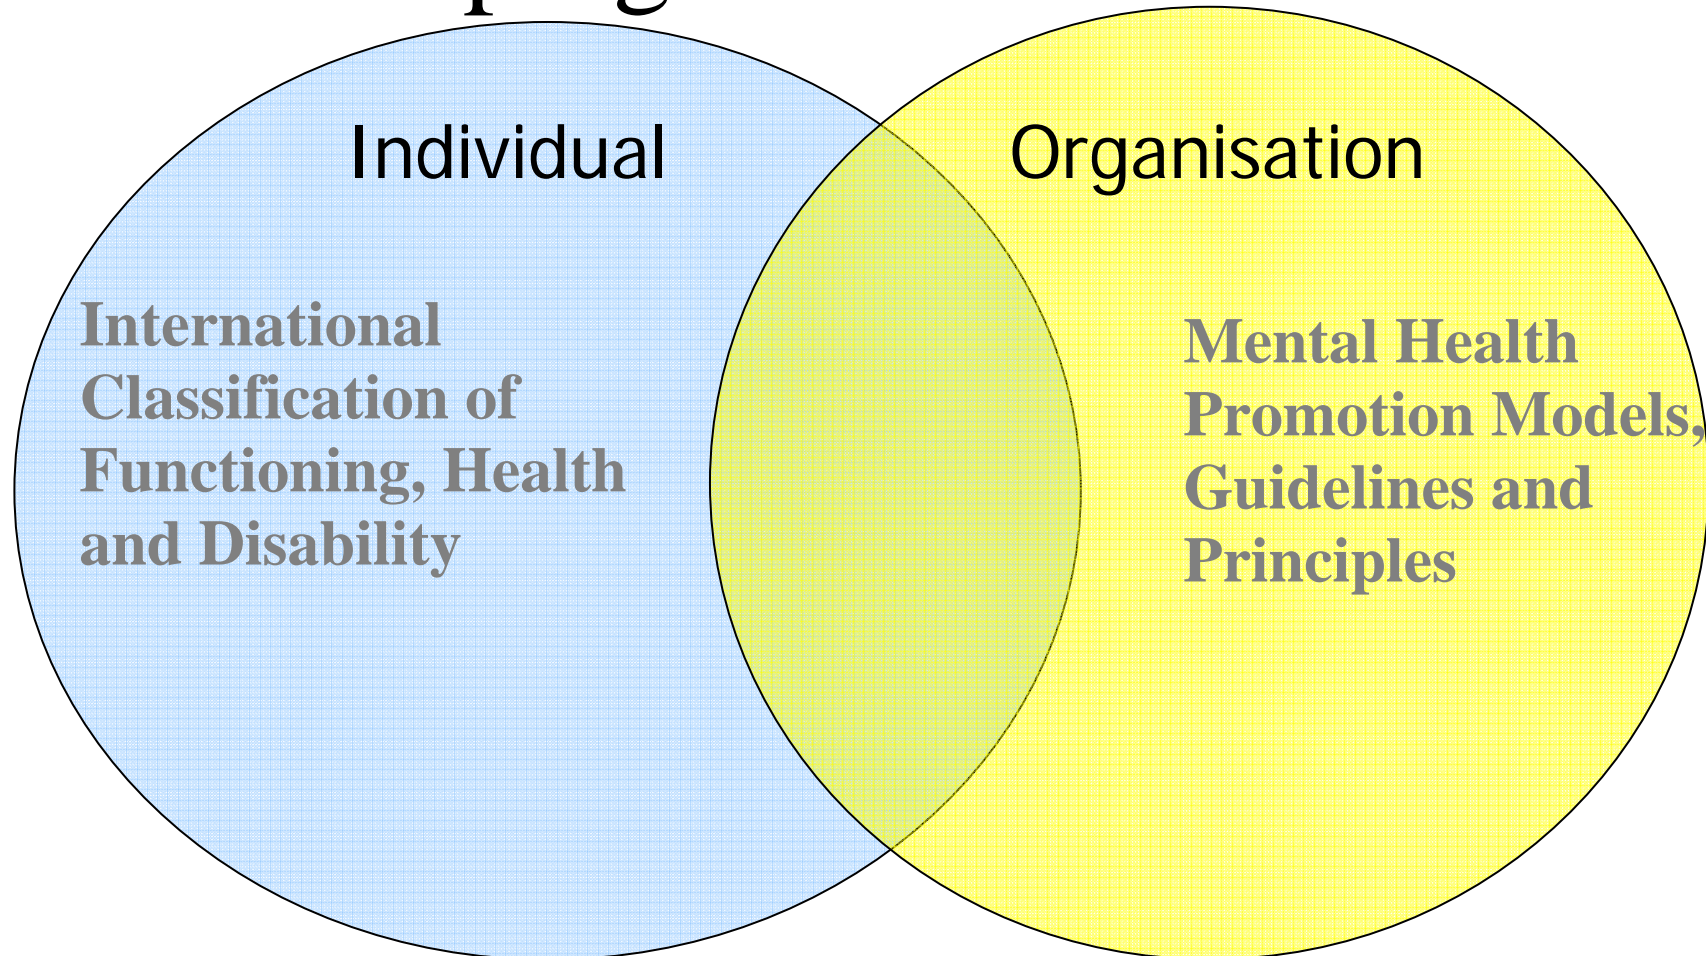 Individual
Organisation
International
Classification of
Functioning, Health
and Disability
Mental Health
Promotion Models,
Guidelines and
Principles